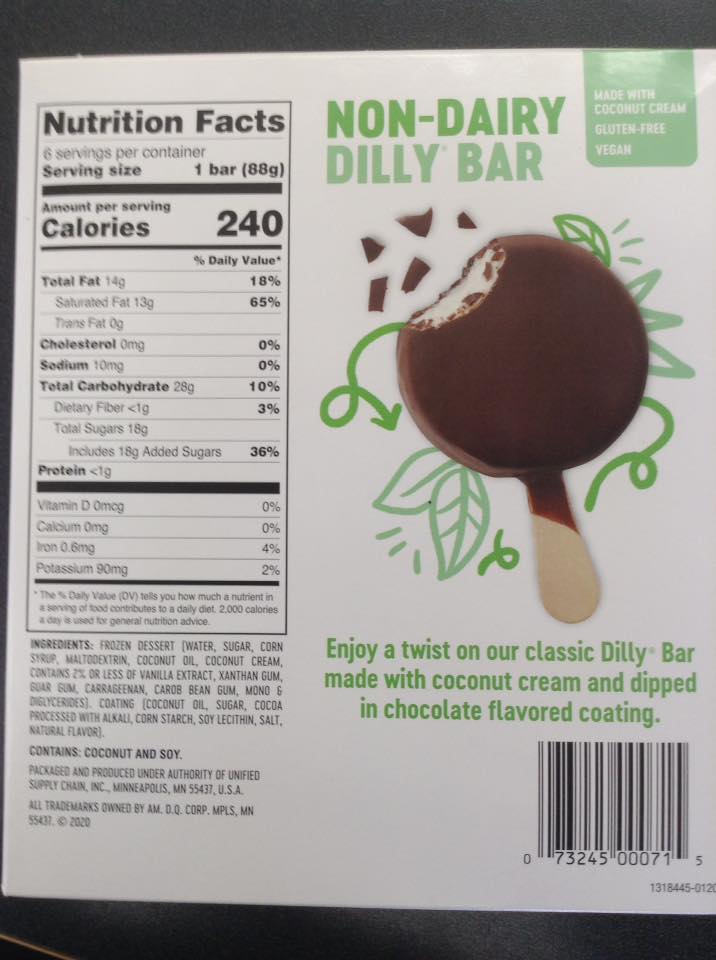 Nutrition Facts
6 servings per container
Serving size 1 bar (88g)
Amount per serving
Calories 240
% Daily Value*
Total Fat 14g 18%
Saturated Fat 13g 65%
Trans Fat 0g
Cholesterol 0mg 0%
Sodium 10mg 0%
Total Carbohydrate 28g 10%
Dietary Fiber <1g 3%
Total Sugars 18g
Includes 18g Added Sugars 36%
Protein <1g
Vitamin D 0mcg 0%
Calcium 0mg 0%
Iron 0.6mg 4%
Potassium 90mg 2%
* The % Daily Value (DV) tells you how much a nutrient in
a serving of food contributes to a daily diet. 2,000 calories
a day is used for general nutrition advice.
INGREDIENTS: FROZEN DESSERT (WATER, SUGAR, CORN
SYRUP, MALTODEXTRIN, COCONUT OIL, COCONUT CREAM,
CONTAINS 2% OR LESS OF VANILLA EXTRACT, XANTHAN GUM,
GUAR GUM, CARRAGEENAN, CAROB BEAN GUM, MONO &
DIGLYCERIDES). COATING (COCONUT OIL, SUGAR, COCOA
PROCESSED WITH ALKALI, CORN STARCH, SOY LECITHIN, SALT,
NATURAL FLAVOR).
CONTAINS: COCONUT AND SOY.
PACKAGED AND PRODUCED UNDER AUTHORITY OF UNIFIED
SUPPLY CHAIN, INC., MINNEAPOLIS, MN 55437, U.S.A.
ALL TRADEMARKS OWNED BY AM. D.Q. CORP. MPLS, MN
55437. © 2020
NON-DAIRY
DILLY® BAR
MADE WITH
COCONUT CREAM
GLUTEN-FREE
VEGAN
Enjoy a twist on our classic Dilly® Bar
made with coconut cream and dipped
in chocolate flavored coating.
0 73245 00071 5
1318445-0120